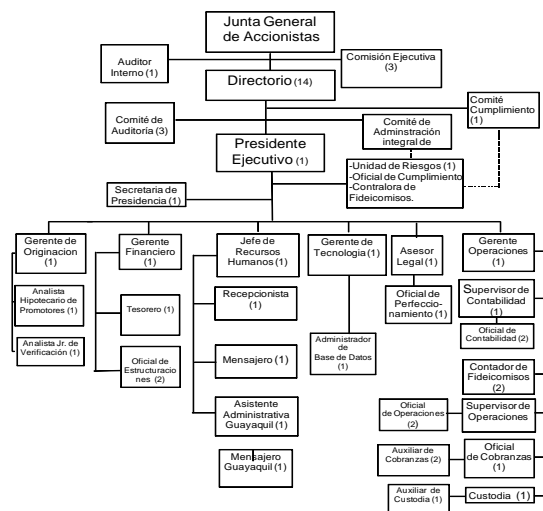 Junta General
de Accionistas
Auditor
Interno (1)
Comisión Ejecutiva
(3)
Directorio (14)
Comité
Cumplimiento
(1)
Comité de
Auditoría (3)
Comité de
Adminstración
integral de
Presidente
Ejecutivo (1)
-Unidad de Riesgos (1)
-Oficial de Cumplimiento
-Contralora de
Fideicomisos.
Secretaria de
Presidencia (1)
Gerente de
Originacion
(1)
Gerente
Financiero
(1)
Jefe de
Recursos
Humanos (1)
Gerente de
Tecnologia (1)
Asesor
Legal (1)
Gerente
Operaciones
(1)
Analista
Hipotecario de
Promotores (1)
Tesorero (1)
Recepcionista
(1)
Oficial de
Perfeccio-
namiento (1)
Supervisor de
Contabilidad
(1)
Oficial de
Contabilidad (2)
Analista Jr. de
Verificación (1)
Oficial de
Estructuracio
nes (2)
Mensajero (1)
Administrador
de
Base de Datos
(1)
Contador de
Fideicomisos
(2)
Asistente
Administrativa
Guayaquil (1)
Oficial
de Operaciones
(2)
Supervisor de
Operaciones
Mensajero
Guayaquil (1)
Auxiliar de
Cobranzas (2)
Oficial
de Cobranzas
(1)
Auxiliar de
Custodia (1)
Custodia (1)